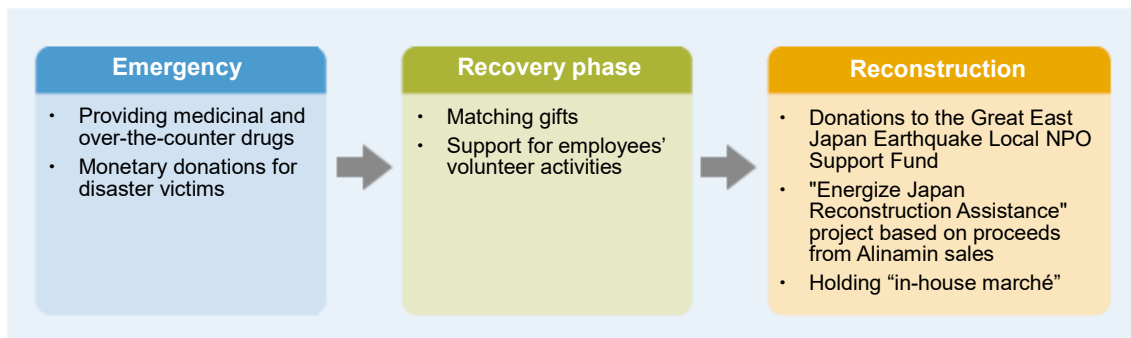 Emergency
・ Providing medicinal and
over-the-counter drugs
・ Monetary donations for
disaster victims
Recovery phase
・ Matching gifts
・ Support for employees’
volunteer activities
Reconstruction
・ Donations to the Great East
Japan Earthquake Local NPO
Support Fund
・ "Energize Japan
Reconstruction Assistance"
project based on proceeds
from Alinamin sales
・ Holding “in-house marché”